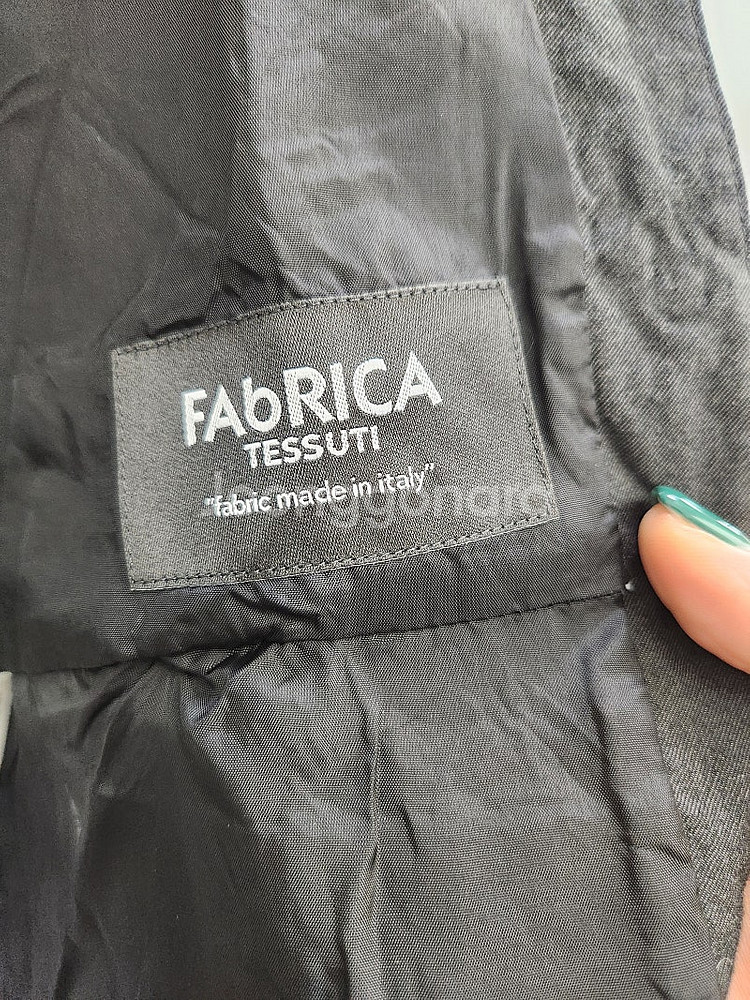 FAbRICA
TESSUTI
"fabric made in italy"